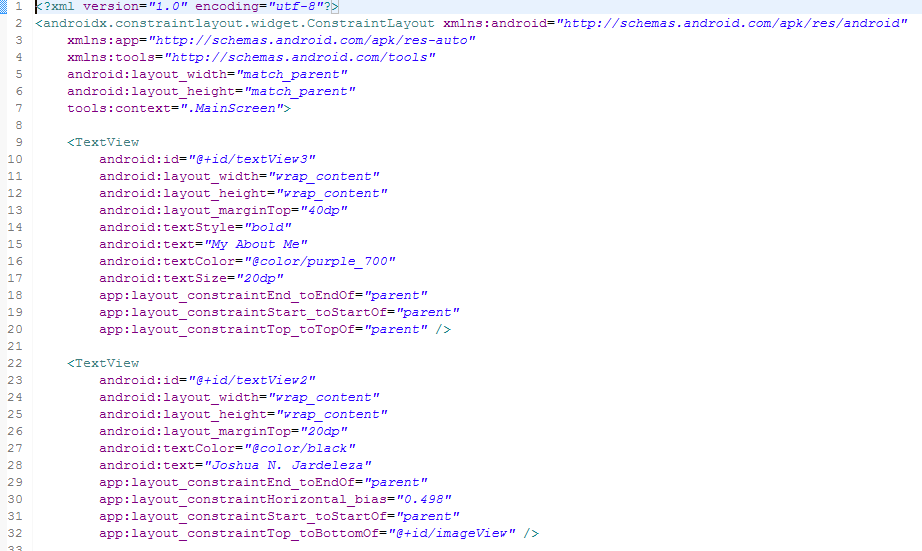 1 <?xml version="1.0" encoding="utf-8"?>
2 <androidx.constraintlayout.widget.ConstraintLayout xmlns:android="http://schemas.android.com/apk/res/android"
3     xmlns:app="http://schemas.android.com/apk/res-auto"
4     xmlns:tools="http://schemas.android.com/tools"
5     android:layout_width="match_parent"
6     android:layout_height="match_parent"
7     tools:context=".MainScreen">
8
9     <TextView
10         android:id="@+id/textView3"
11         android:layout_width="wrap_content"
12         android:layout_height="wrap_content"
13         android:layout_marginTop="40dp"
14         android:textStyle="bold"
15         android:text="My About Me"
16         android:textColor="@color/purple_700"
17         android:textSize="20dp"
18         app:layout_constraintEnd_toEndOf="parent"
19         app:layout_constraintStart_toStartOf="parent"
20         app:layout_constraintTop_toTopOf="parent" />
21
22     <TextView
23         android:id="@+id/textView2"
24         android:layout_width="wrap_content"
25         android:layout_height="wrap_content"
26         android:layout_marginTop="20dp"
27         android:textColor="@color/black"
28         android:text="Joshua N. Jardeleza"
29         app:layout_constraintEnd_toEndOf="parent"
30         app:layout_constraintHorizontal_bias="0.498"
31         app:layout_constraintStart_toStartOf="parent"
32         app:layout_constraintTop_toBottomOf="@+id/imageView" />
33